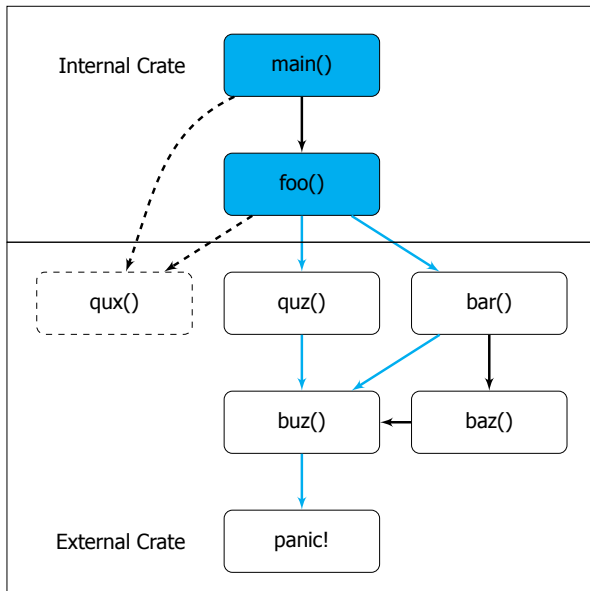 Internal Crate
main()
foo()
qux()
quz()
bar()
buz()
baz()
External Crate
panic!